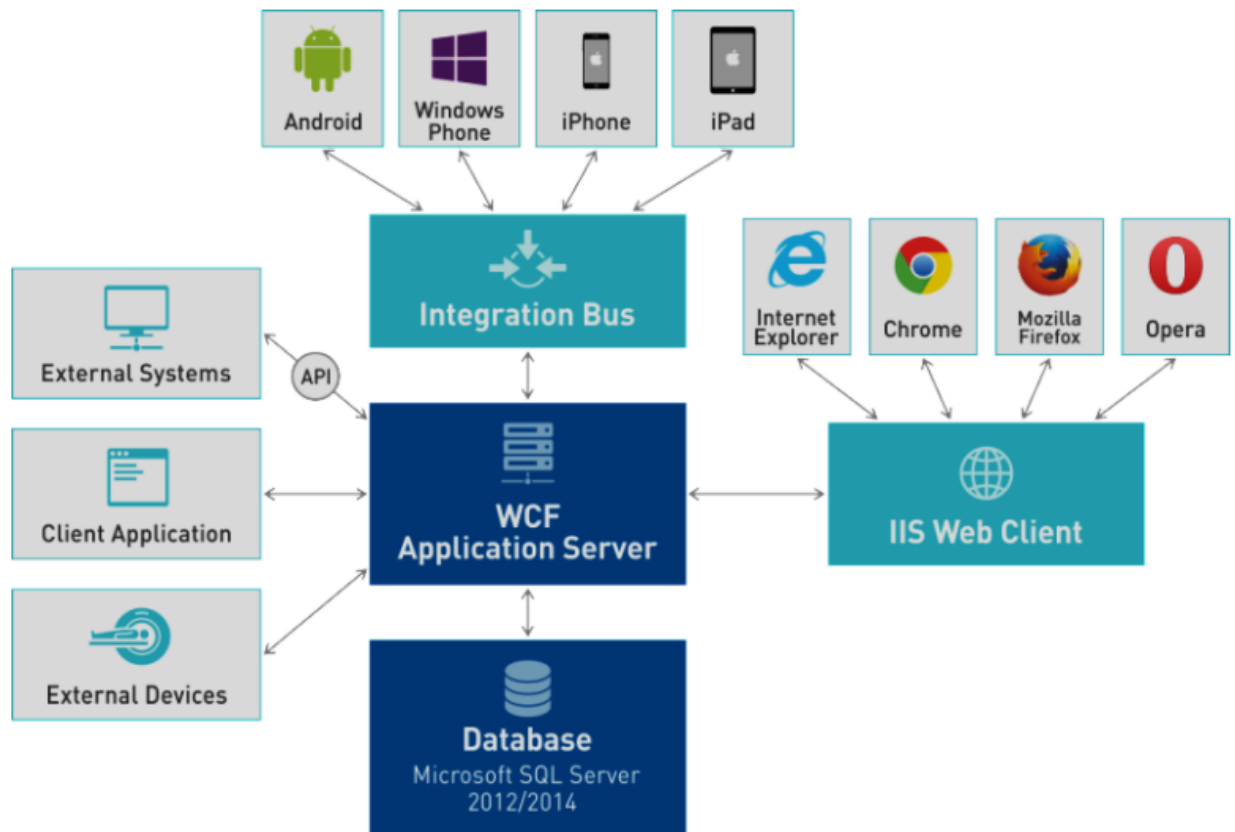 Android
Windows
Phone
iPhone
iPad
Integration Bus
Internet
Explorer
Chrome
Mozilla
Firefox
Opera
External Systems
API
Client Application
WCF
Application Server
IIS Web Client
External Devices
Database
Microsoft SQL Server
2012/2014